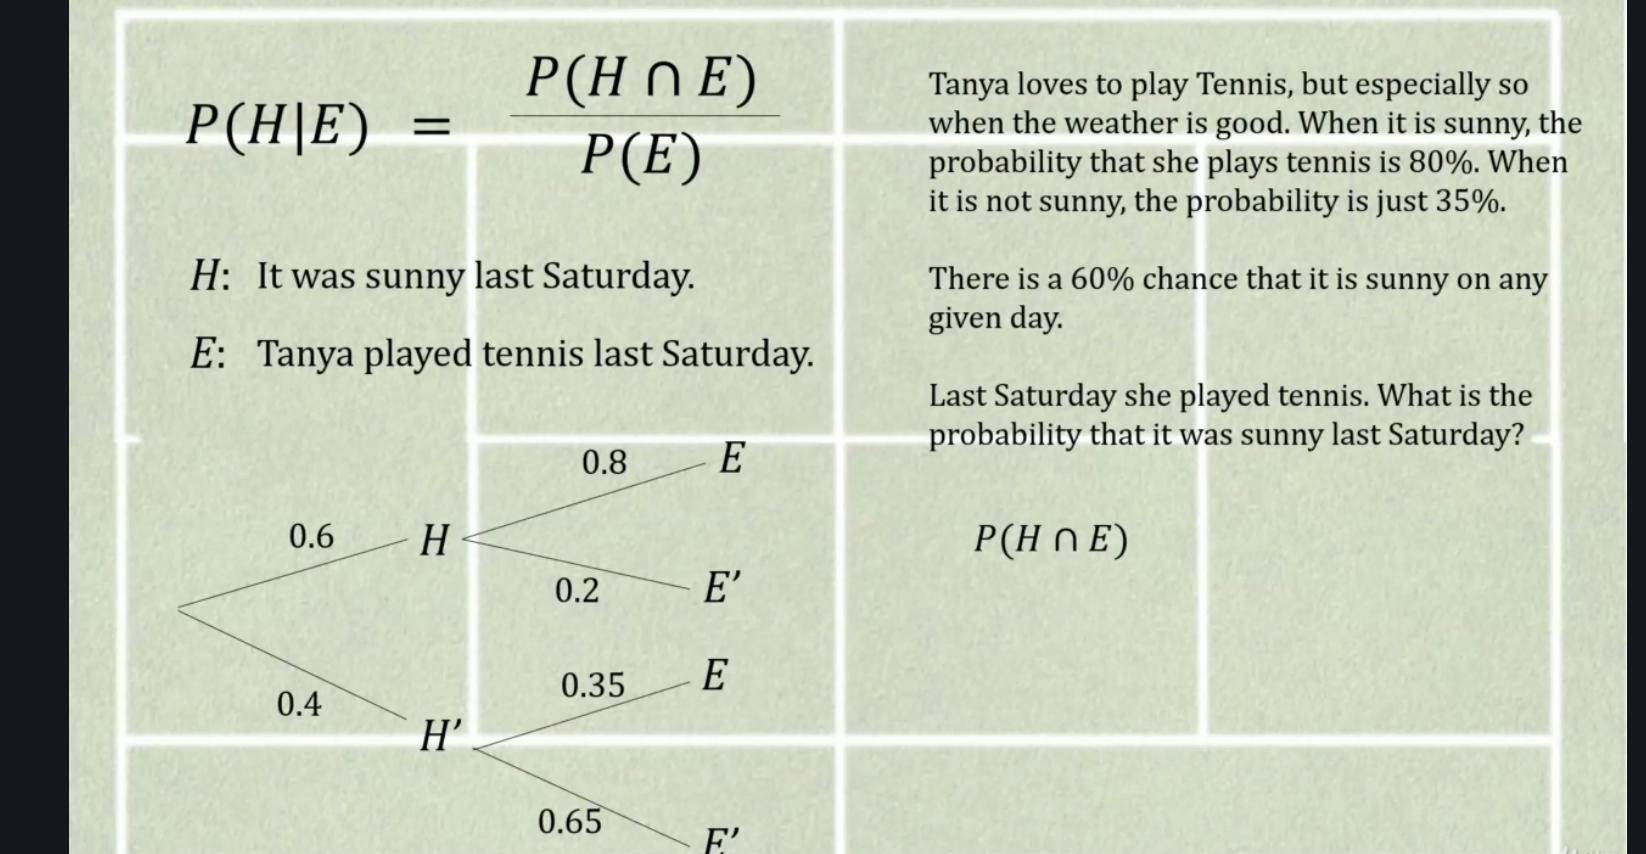 P(H|E) = P(H ∩ E) / P(E)
H: It was sunny last Saturday.
E: Tanya played tennis last Saturday.
0.6
H
0.8
E
0.2
E’
0.4
H’
0.35
E
0.65
E’
Tanya loves to play Tennis, but especially so
when the weather is good. When it is sunny, the
probability that she plays tennis is 80%. When
it is not sunny, the probability is just 35%.
There is a 60% chance that it is sunny on any
given day.
Last Saturday she played tennis. What is the
probability that it was sunny last Saturday?
P(H ∩ E)